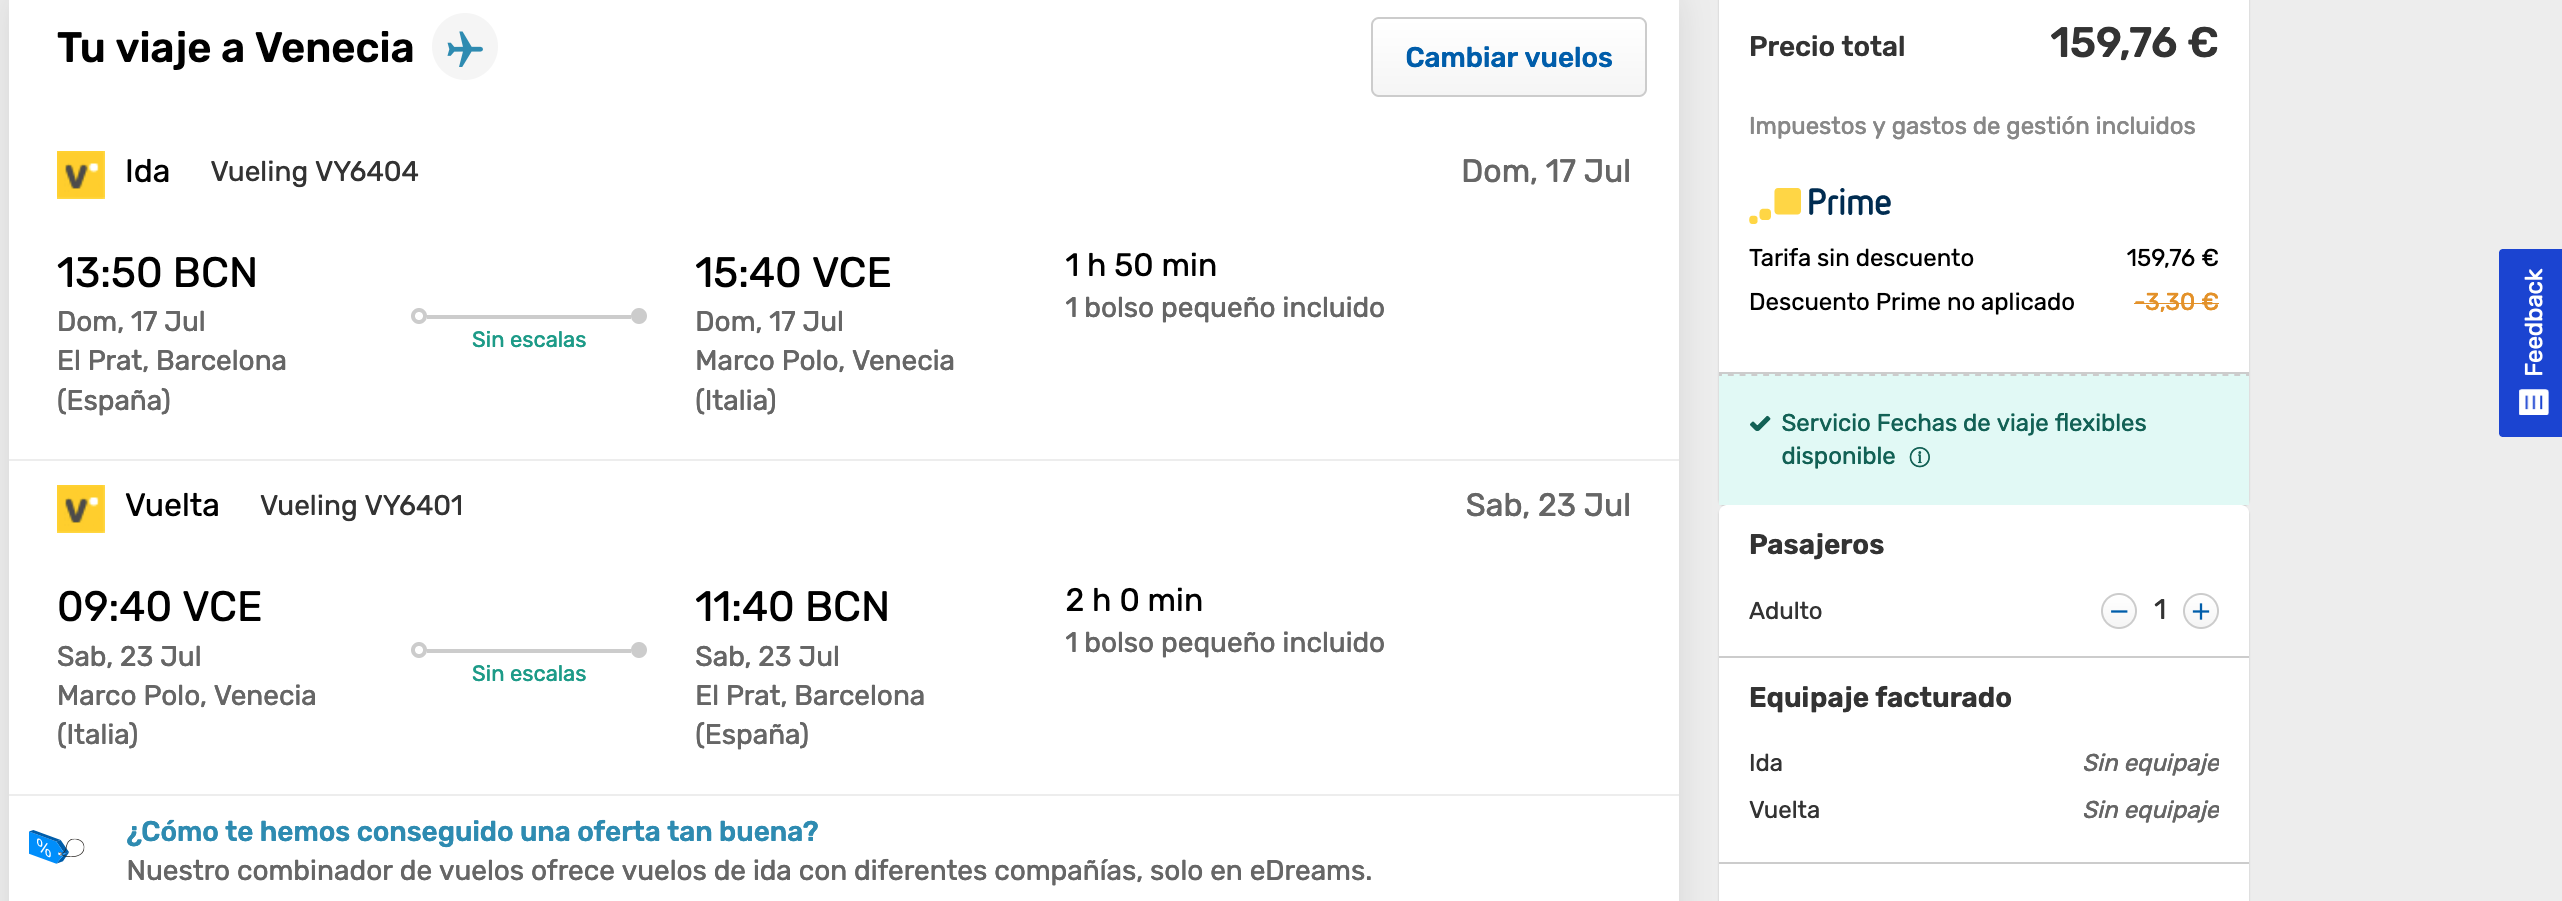 Tu viaje a Venecia
Cambiar vuelos
Ida Vueling VY6404 Dom, 17 Jul
13:50 BCN
Dom, 17 Jul
El Prat, Barcelona
(España)
Sin escalas
15:40 VCE
Dom, 17 Jul
Marco Polo, Venecia
(Italia)
1 h 50 min
1 bolso pequeño incluido
Vuelta Vueling VY6401 Sab, 23 Jul
09:40 VCE
Sab, 23 Jul
Marco Polo, Venecia
(Italia)
Sin escalas
11:40 BCN
Sab, 23 Jul
El Prat, Barcelona
(España)
2 h 0 min
1 bolso pequeño incluido
%
¿Cómo te hemos conseguido una oferta tan buena?
Nuestro combinador de vuelos ofrece vuelos de ida con diferentes compañías, solo en eDreams.
Precio total 159,76 €
Impuestos y gastos de gestión incluidos
Prime
Tarifa sin descuento 159,76 €
Descuento Prime no aplicado -3,30 €
Servicio Fechas de viaje flexibles
disponible
Pasajeros
Adulto 1
Equipaje facturado
Ida Sin equipaje
Vuelta Sin equipaje
Feedback